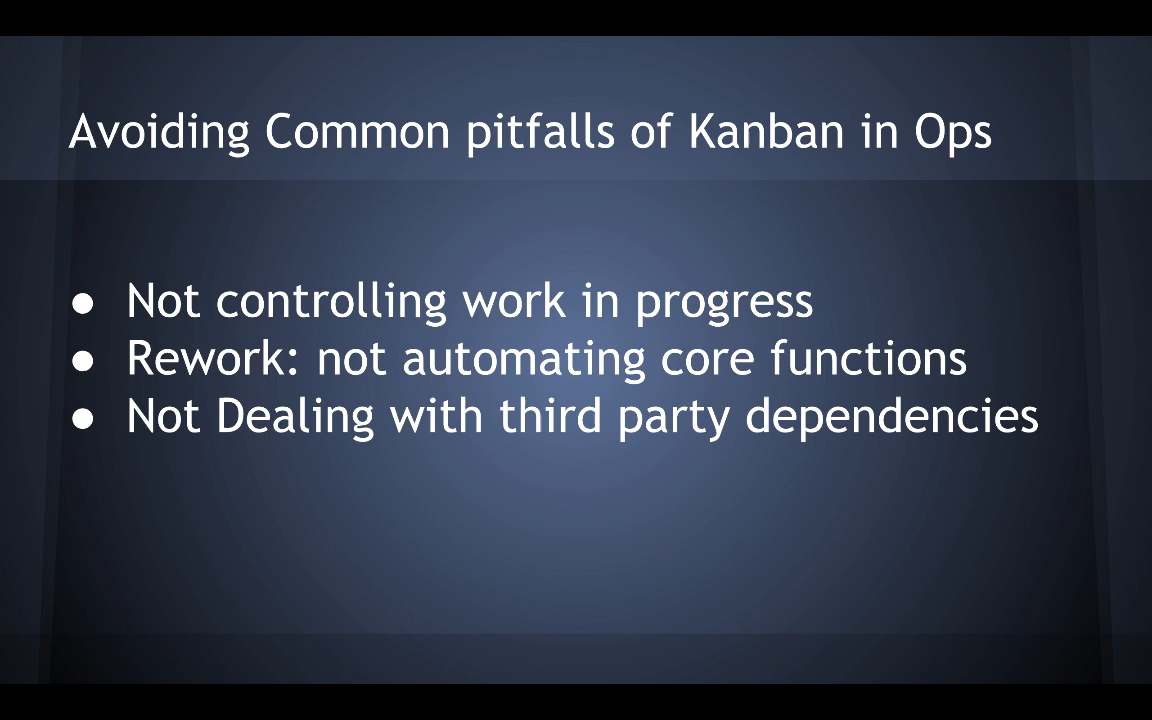 Avoiding Common pitfalls of Kanban in Ops
● Not controlling work in progress
● Rework: not automating core functions
● Not Dealing with third party dependencies